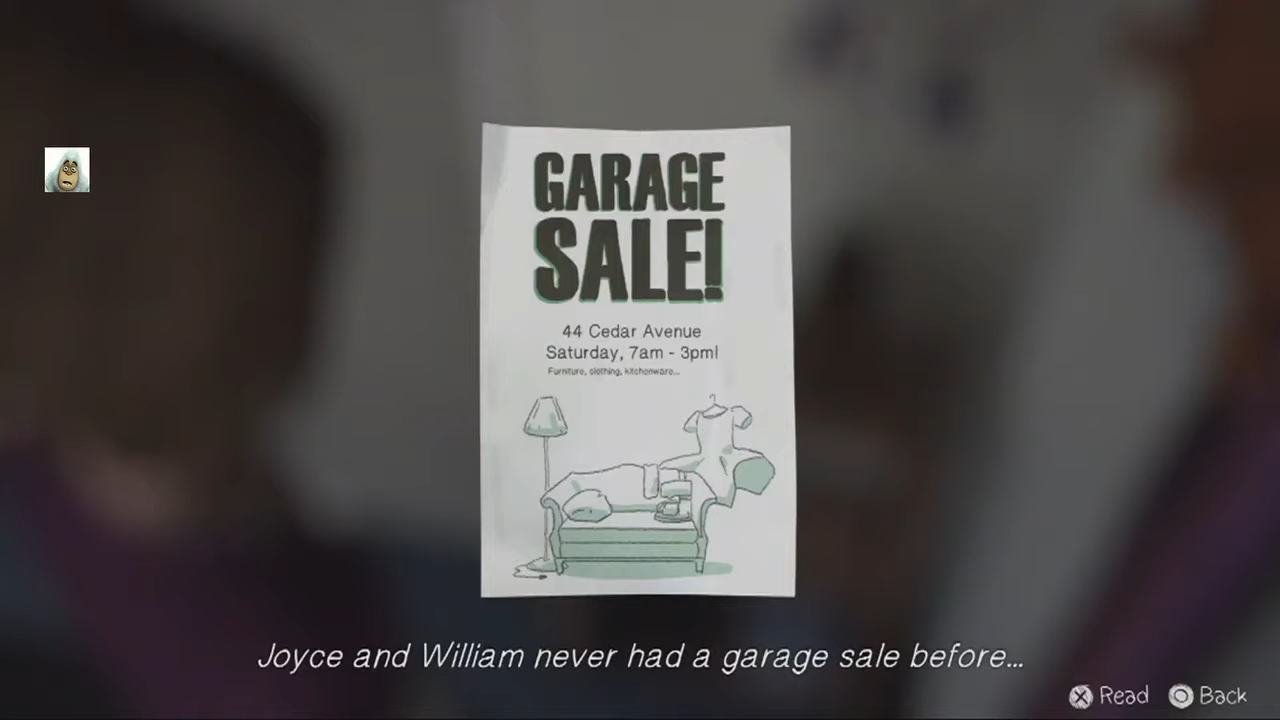 GARAGE
SALE!
44 Cedar Avenue
Saturday, 7am - 3pm!
Furniture, clothing, kitchenware...
Joyce and William never had a garage sale before...
Read Back